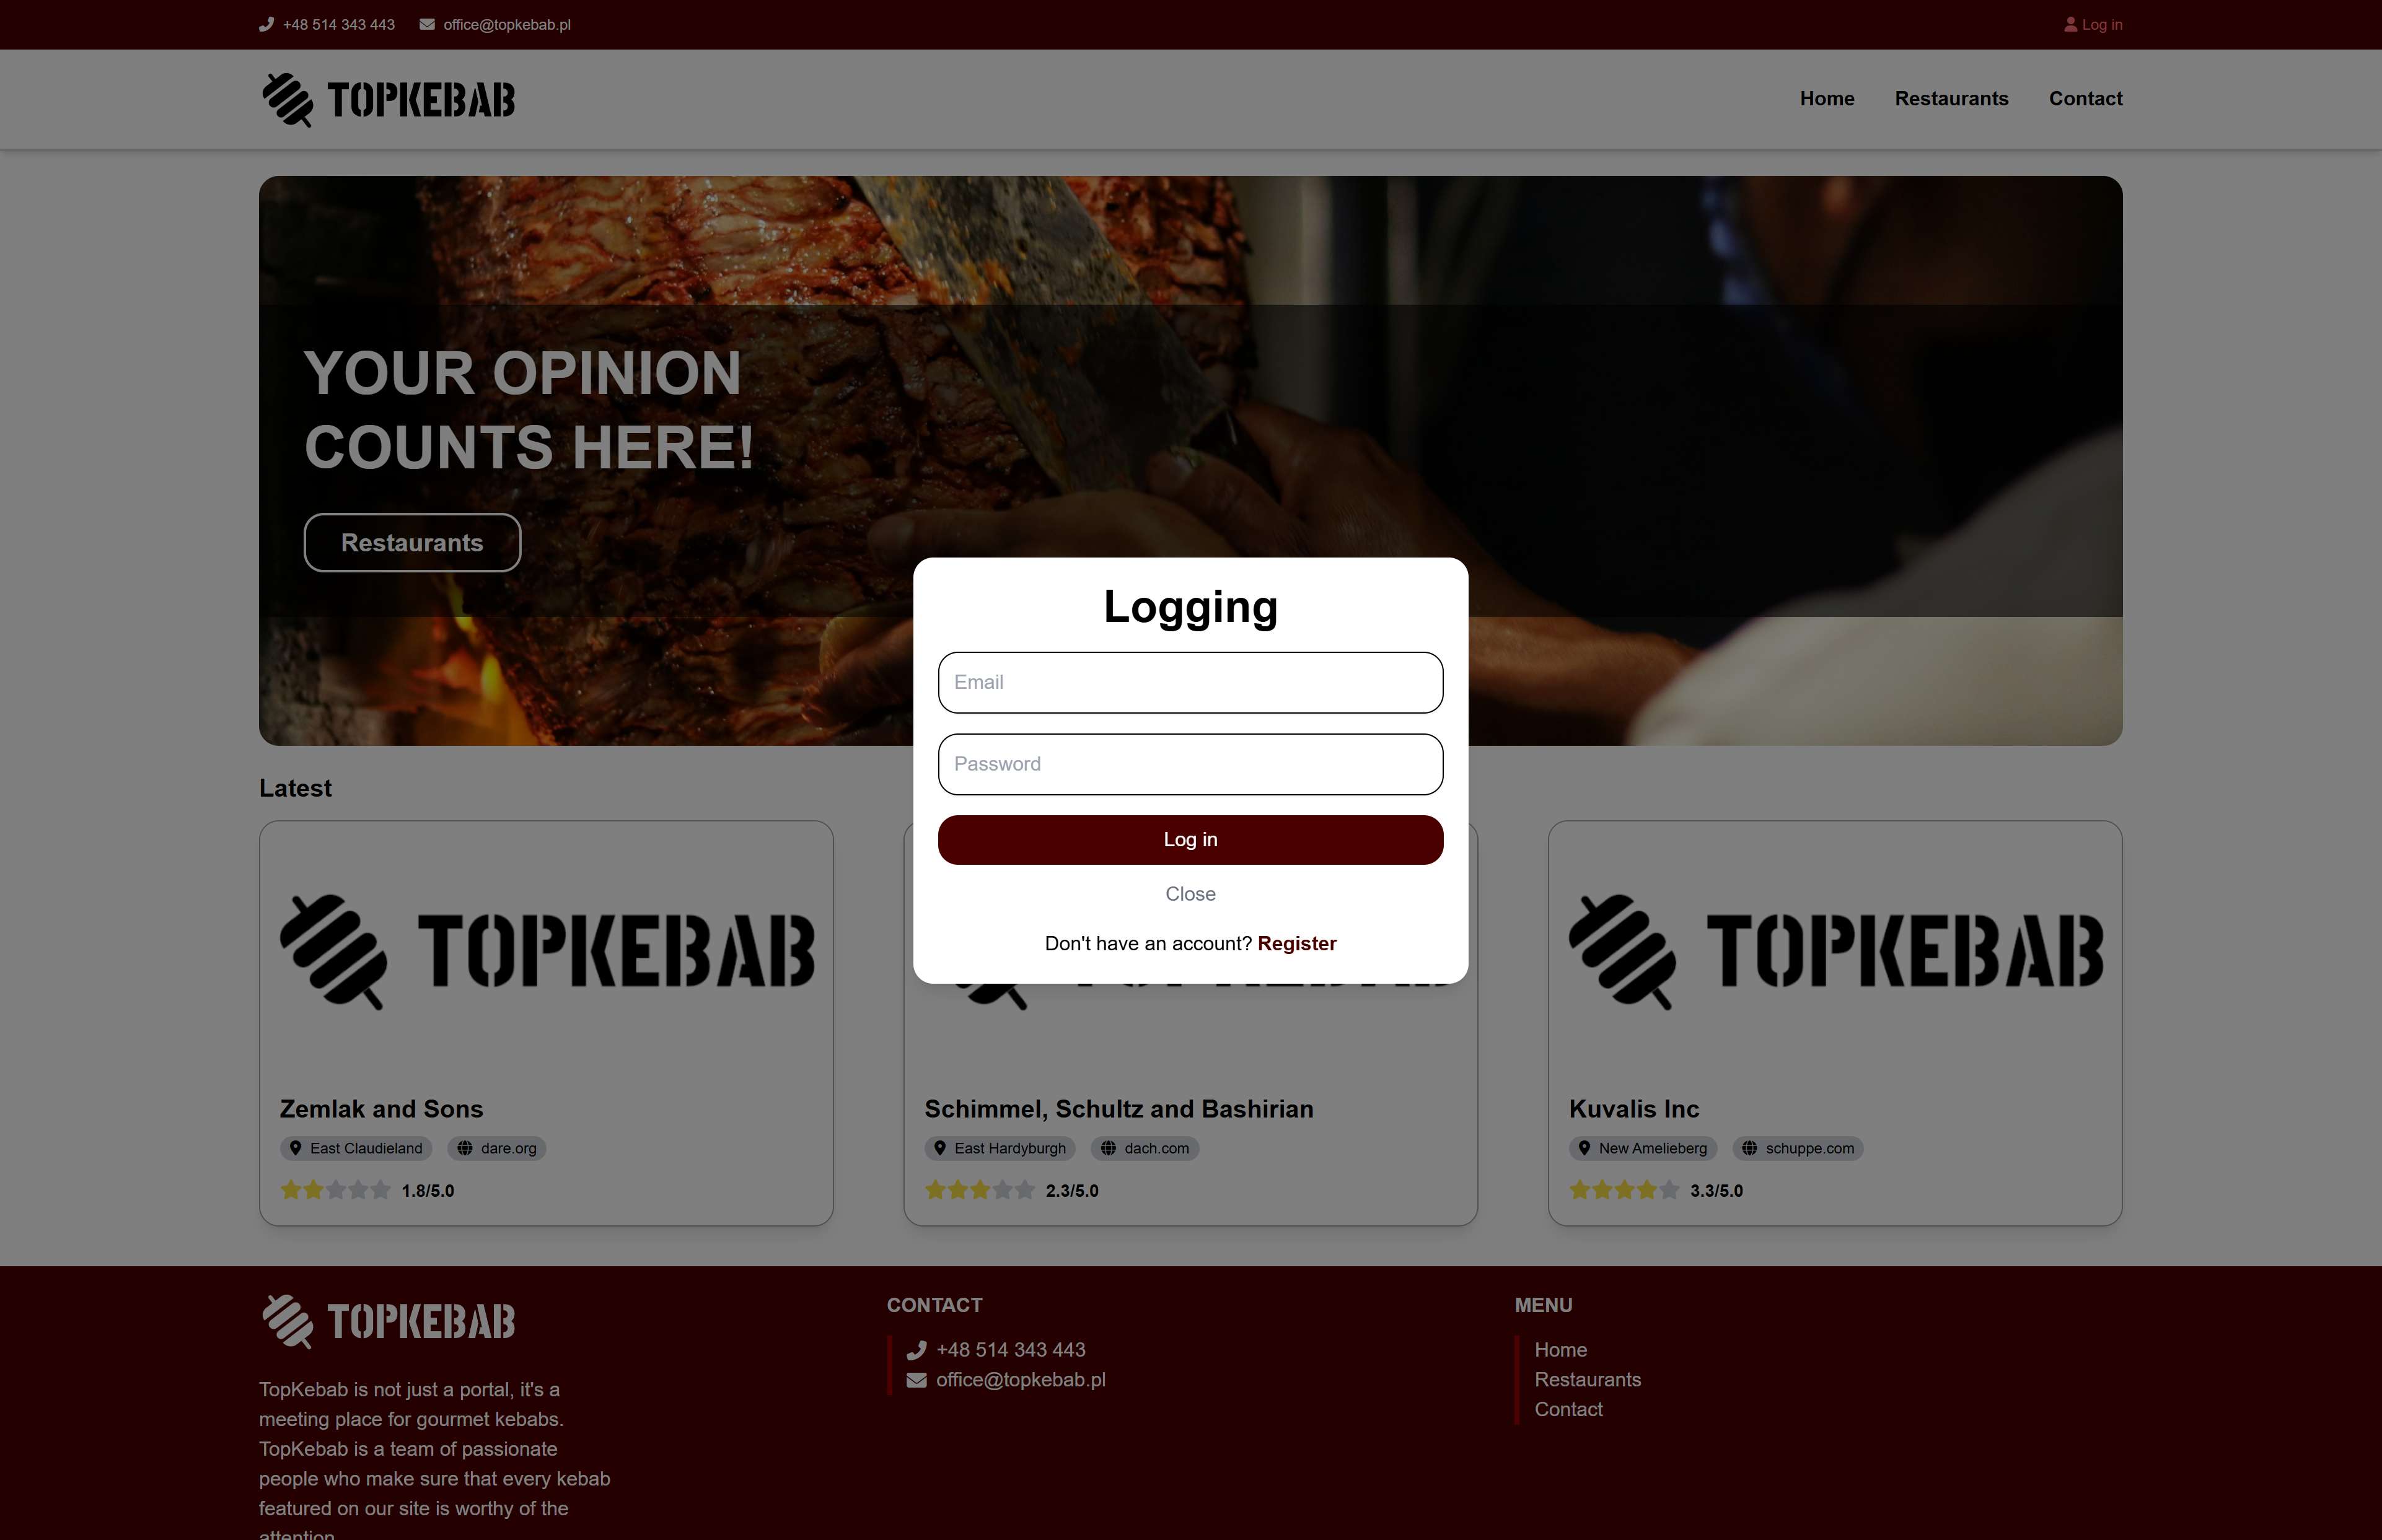 +48 514 343 443 office@topkebab.pl Log in
TOPKEBAB Home Restaurants Contact
YOUR OPINION
COUNTS HERE!
Restaurants
Logging
Email
Password
Log in
Close
Don't have an account? Register
Latest
TOPKEBAB
Zemlak and Sons
East Claudieland dare.org
1.8/5.0
TOPKEBAB
Schimmel, Schultz and Bashirian
East Hardyburgh dach.com
2.3/5.0
TOPKEBAB
Kuvalis Inc
New Amelieberg schuppe.com
3.3/5.0
TOPKEBAB
TopKebab is not just a portal, it's a
meeting place for gourmet kebabs.
TopKebab is a team of passionate
people who make sure that every kebab
featured on our site is worthy of the
attention
CONTACT
+48 514 343 443
office@topkebab.pl
MENU
Home
Restaurants
Contact